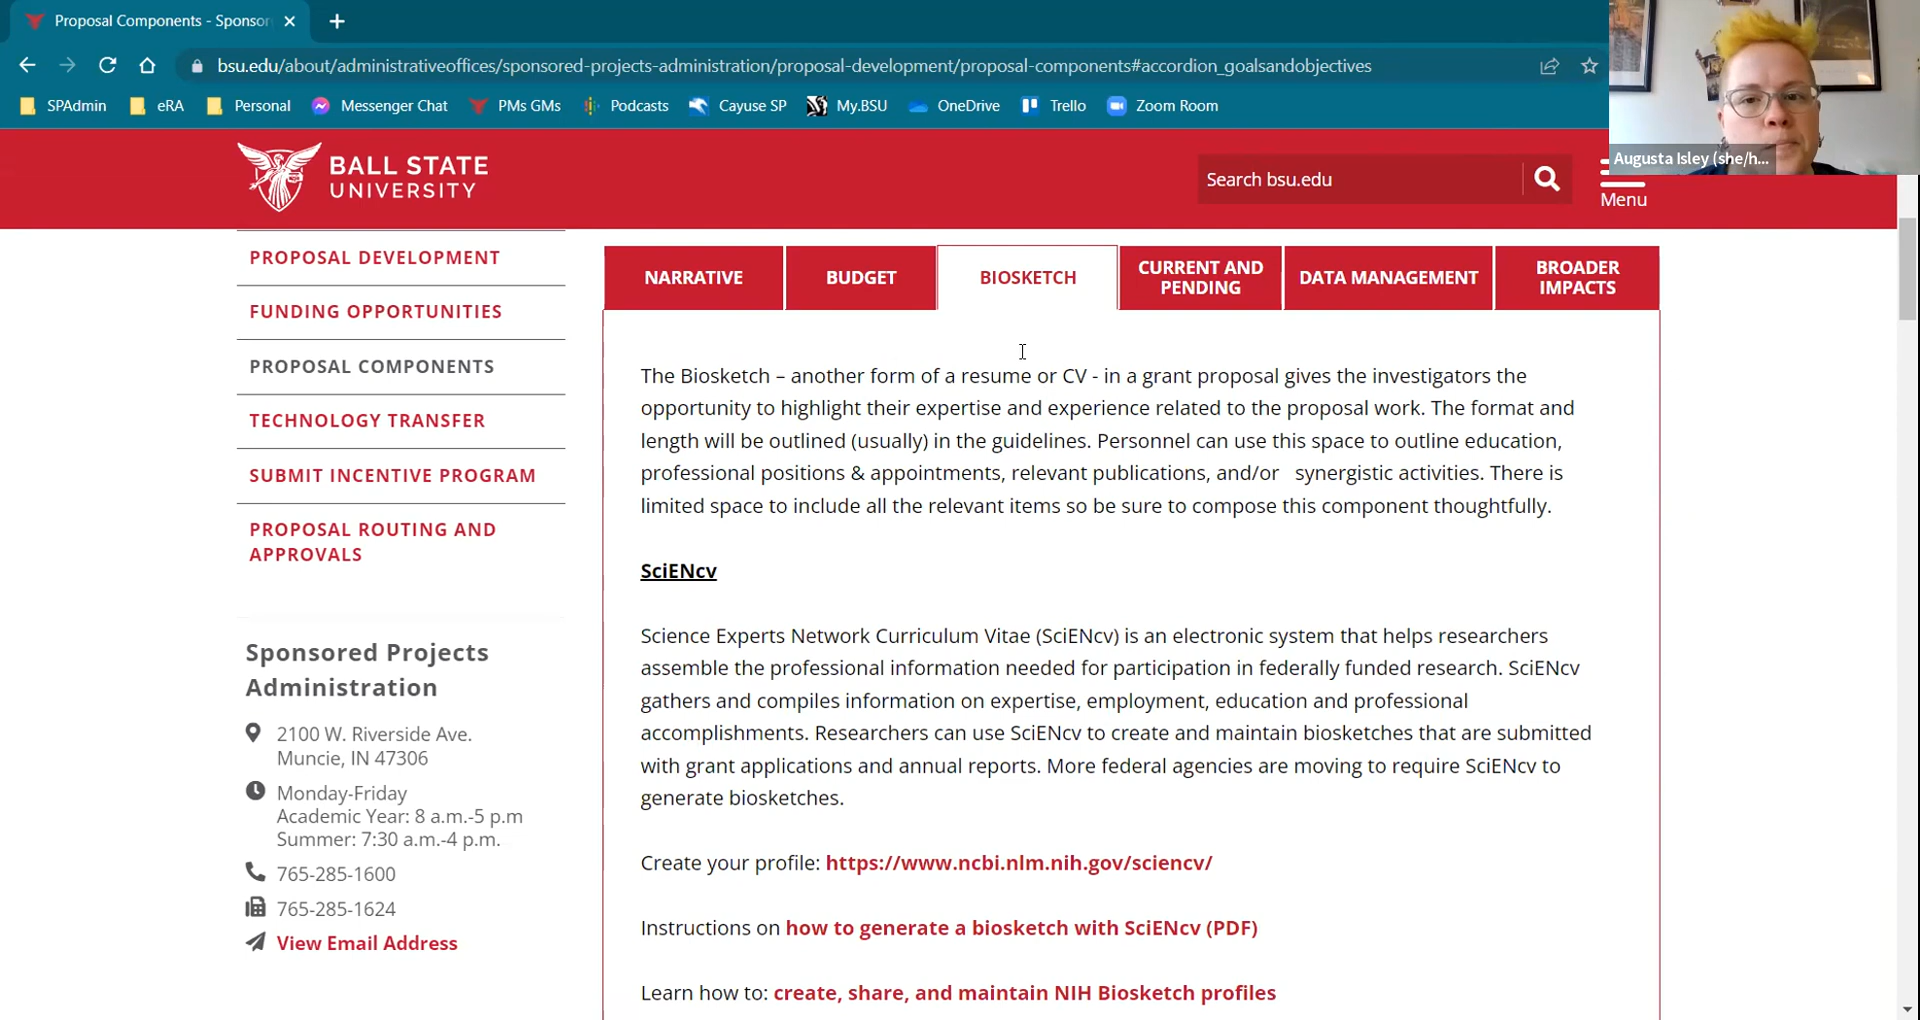 Proposal Components - Sponsor
bsu.edu/about/administrativeoffices/sponsored-projects-administration/proposal-development/proposal-components#accordion_goalsandobjectives
SPAdmin eRA Personal Messenger Chat PMs GMs Podcasts Cayuse SP My.BSU OneDrive Trello Zoom Room
Augusta Isley (she/h...
BALL STATE
UNIVERSITY
Search bsu.edu
Menu
PROPOSAL DEVELOPMENT
FUNDING OPPORTUNITIES
PROPOSAL COMPONENTS
TECHNOLOGY TRANSFER
SUBMIT INCENTIVE PROGRAM
PROPOSAL ROUTING AND
APPROVALS
Sponsored Projects
Administration
2100 W. Riverside Ave.
Muncie, IN 47306
Monday-Friday
Academic Year: 8 a.m.-5 p.m
Summer: 7:30 a.m.-4 p.m.
765-285-1600
765-285-1624
View Email Address
NARRATIVE
BUDGET
BIOSKETCH
CURRENT AND
PENDING
DATA MANAGEMENT
BROADER
IMPACTS
The Biosketch – another form of a resume or CV - in a grant proposal gives the investigators the
opportunity to highlight their expertise and experience related to the proposal work. The format and
length will be outlined (usually) in the guidelines. Personnel can use this space to outline education,
professional positions & appointments, relevant publications, and/or synergistic activities. There is
limited space to include all the relevant items so be sure to compose this component thoughtfully.
SciENcv
Science Experts Network Curriculum Vitae (SciENcv) is an electronic system that helps researchers
assemble the professional information needed for participation in federally funded research. SciENcv
gathers and compiles information on expertise, employment, education and professional
accomplishments. Researchers can use SciENcv to create and maintain biosketches that are submitted
with grant applications and annual reports. More federal agencies are moving to require SciENcv to
generate biosketches.
Create your profile: https://www.ncbi.nlm.nih.gov/sciencv/
Instructions on how to generate a biosketch with SciENcv (PDF)
Learn how to: create, share, and maintain NIH Biosketch profiles